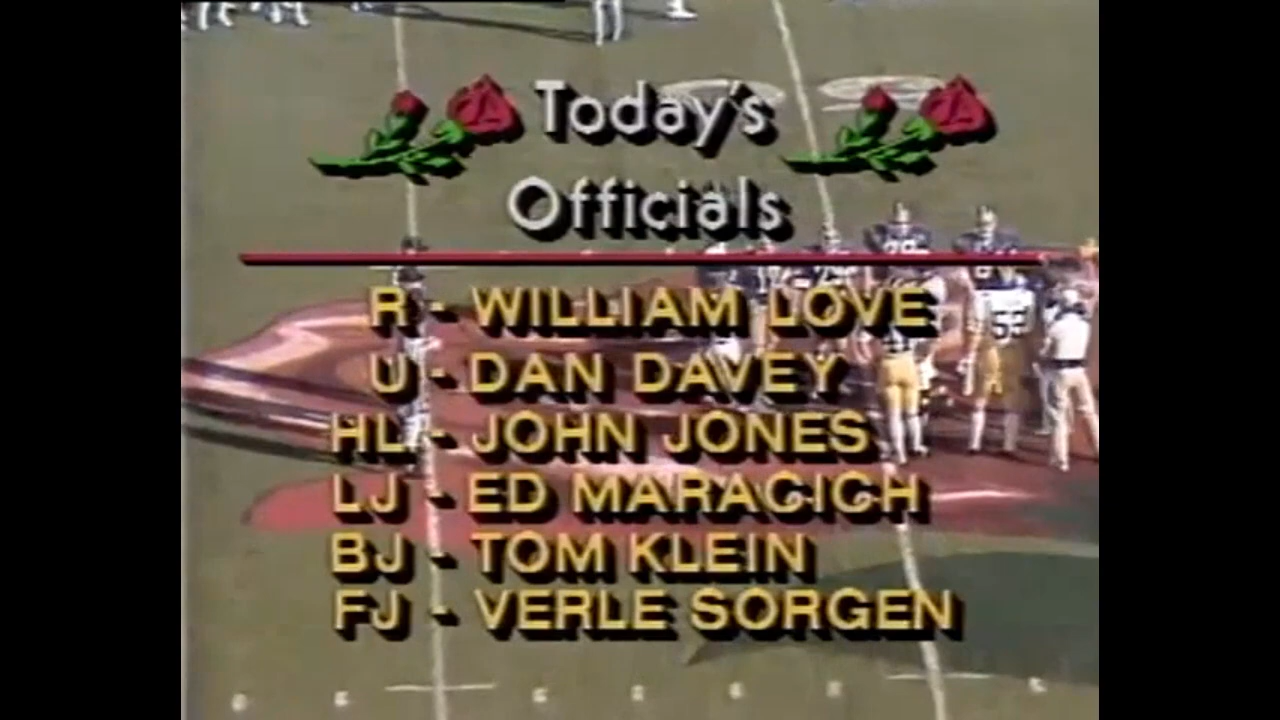 Today's
Officials
R - WILLIAM LOVE
U - DAN DAVEY
HL - JOHN JONES
LJ - ED MARACICH
BJ - TOM KLEIN
FJ - VERLE SORGEN